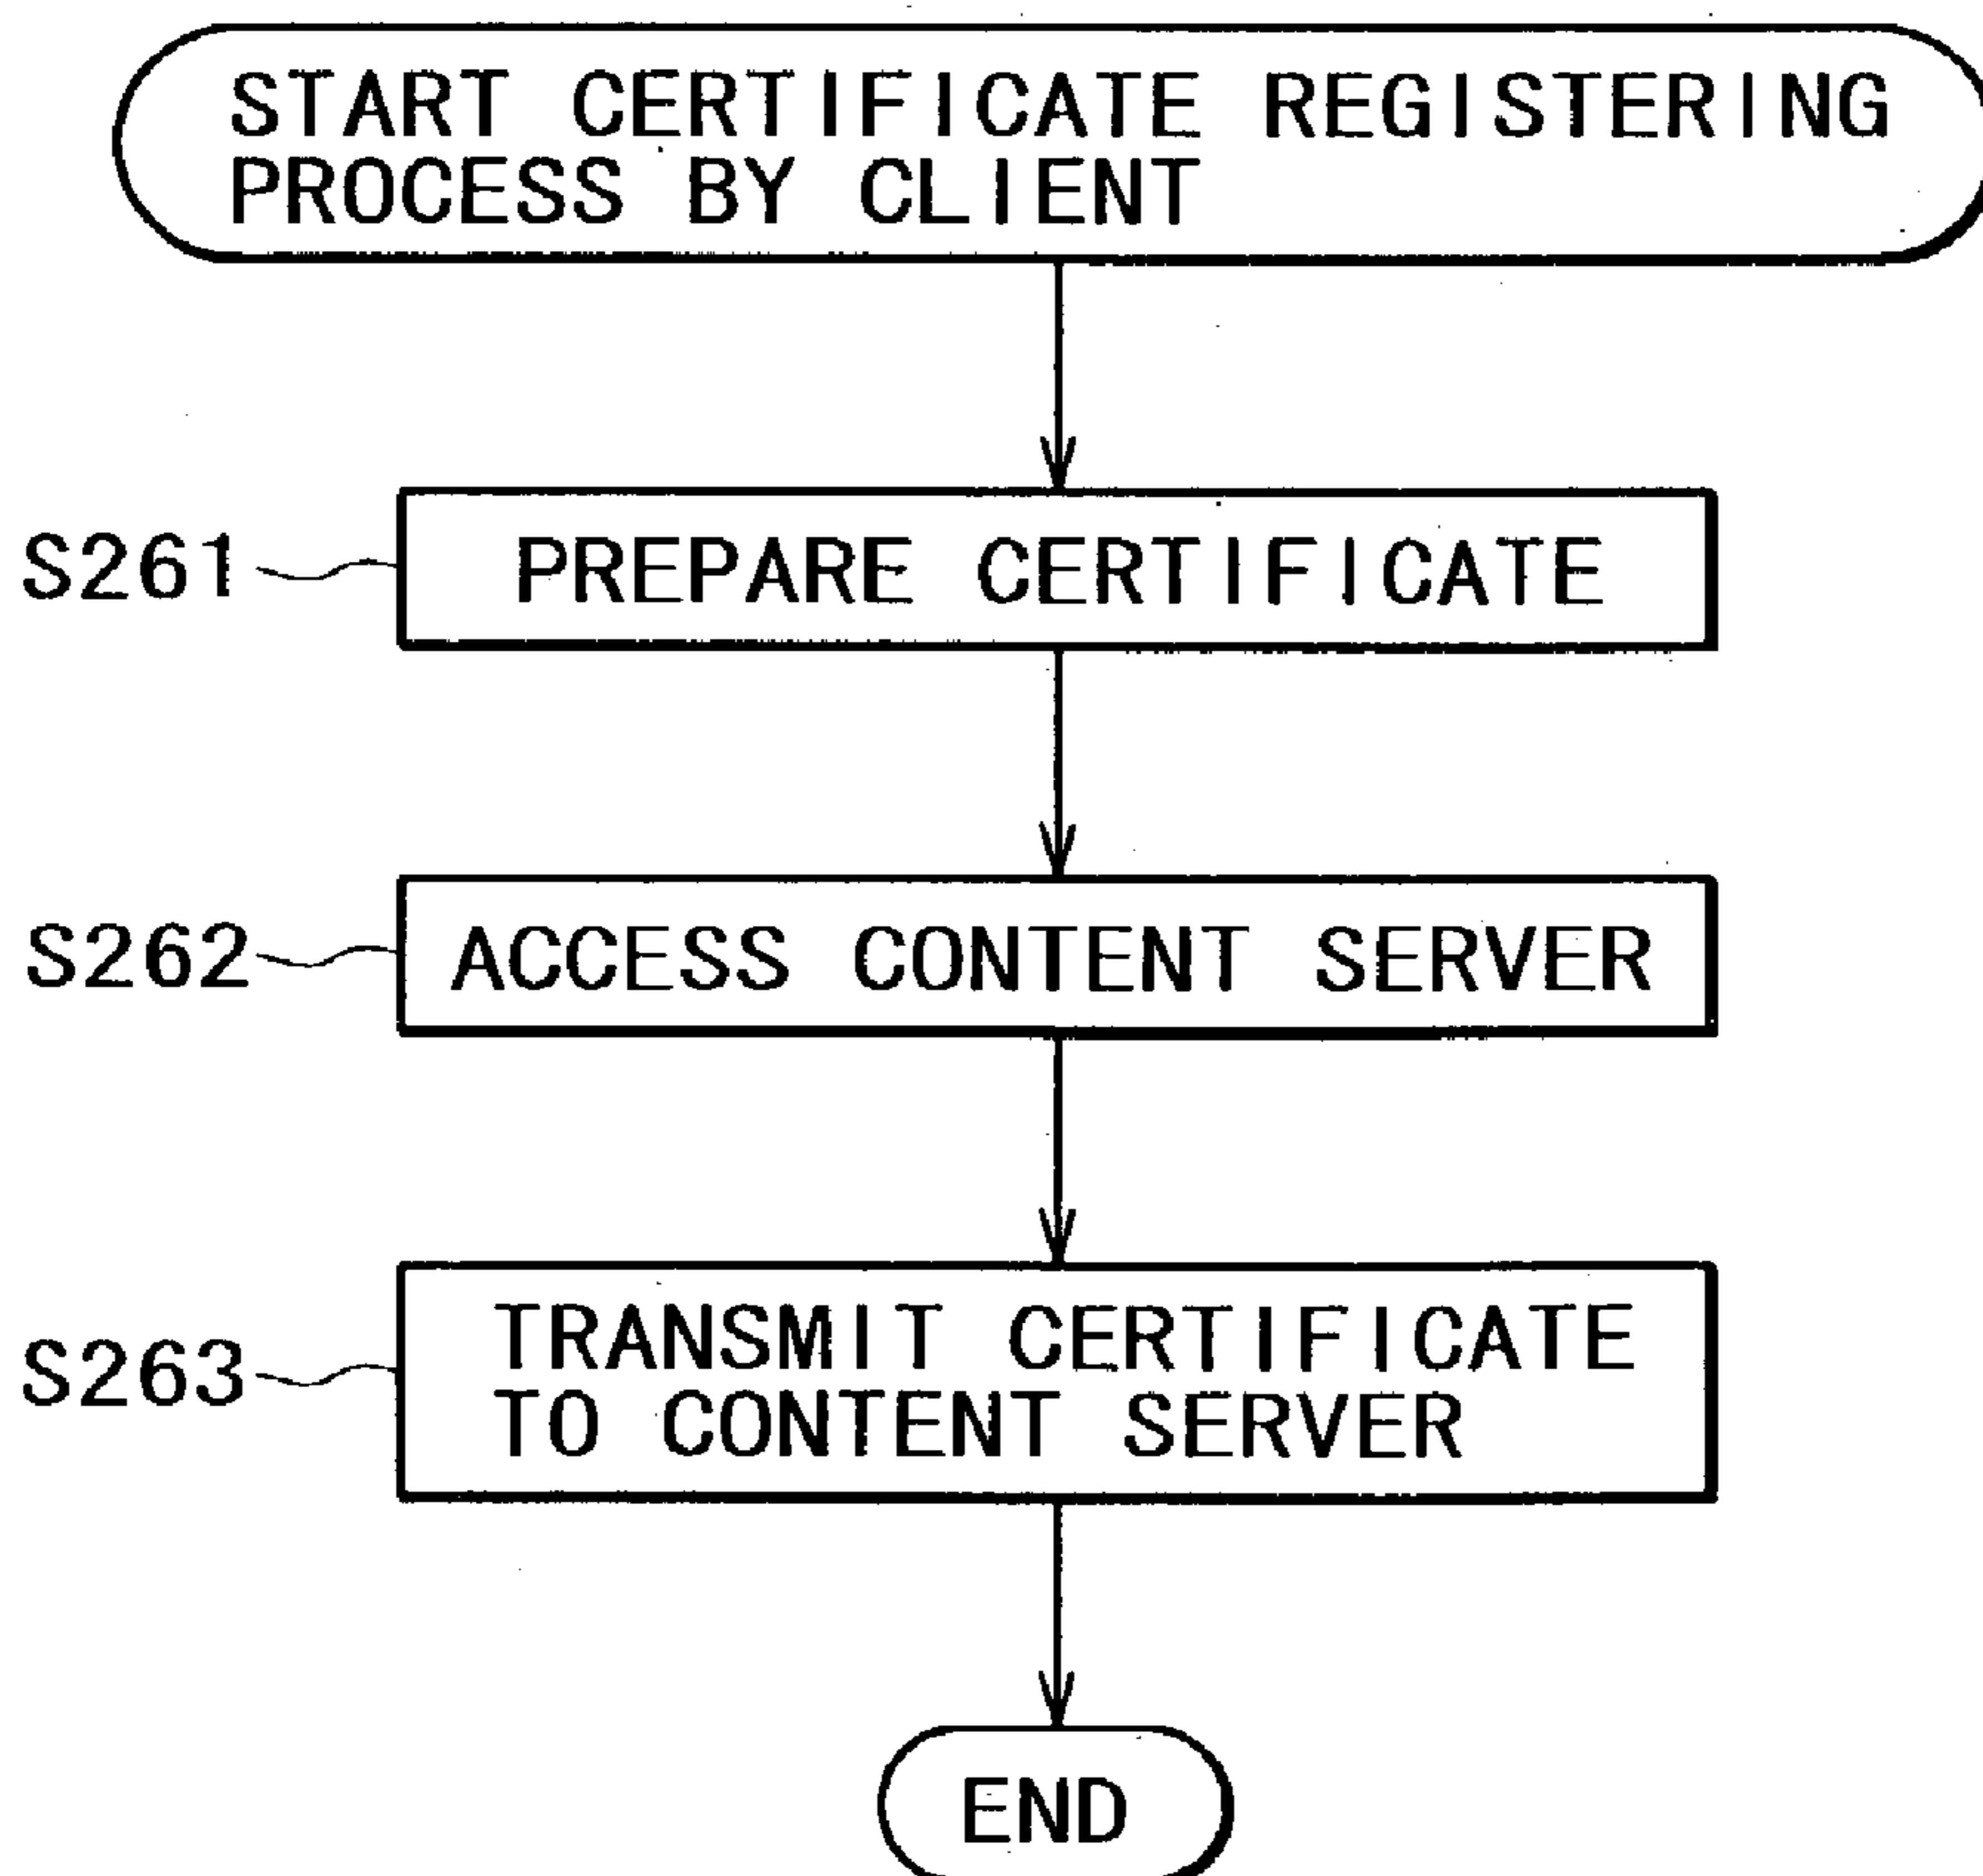 START CERTIFICATE REGISTERING
PROCESS BY CLIENT
S261
PREPARE CERTIFICATE
S262
ACCESS CONTENT SERVER
S263
TRANSMIT CERTIFICATE
TO CONTENT SERVER
END